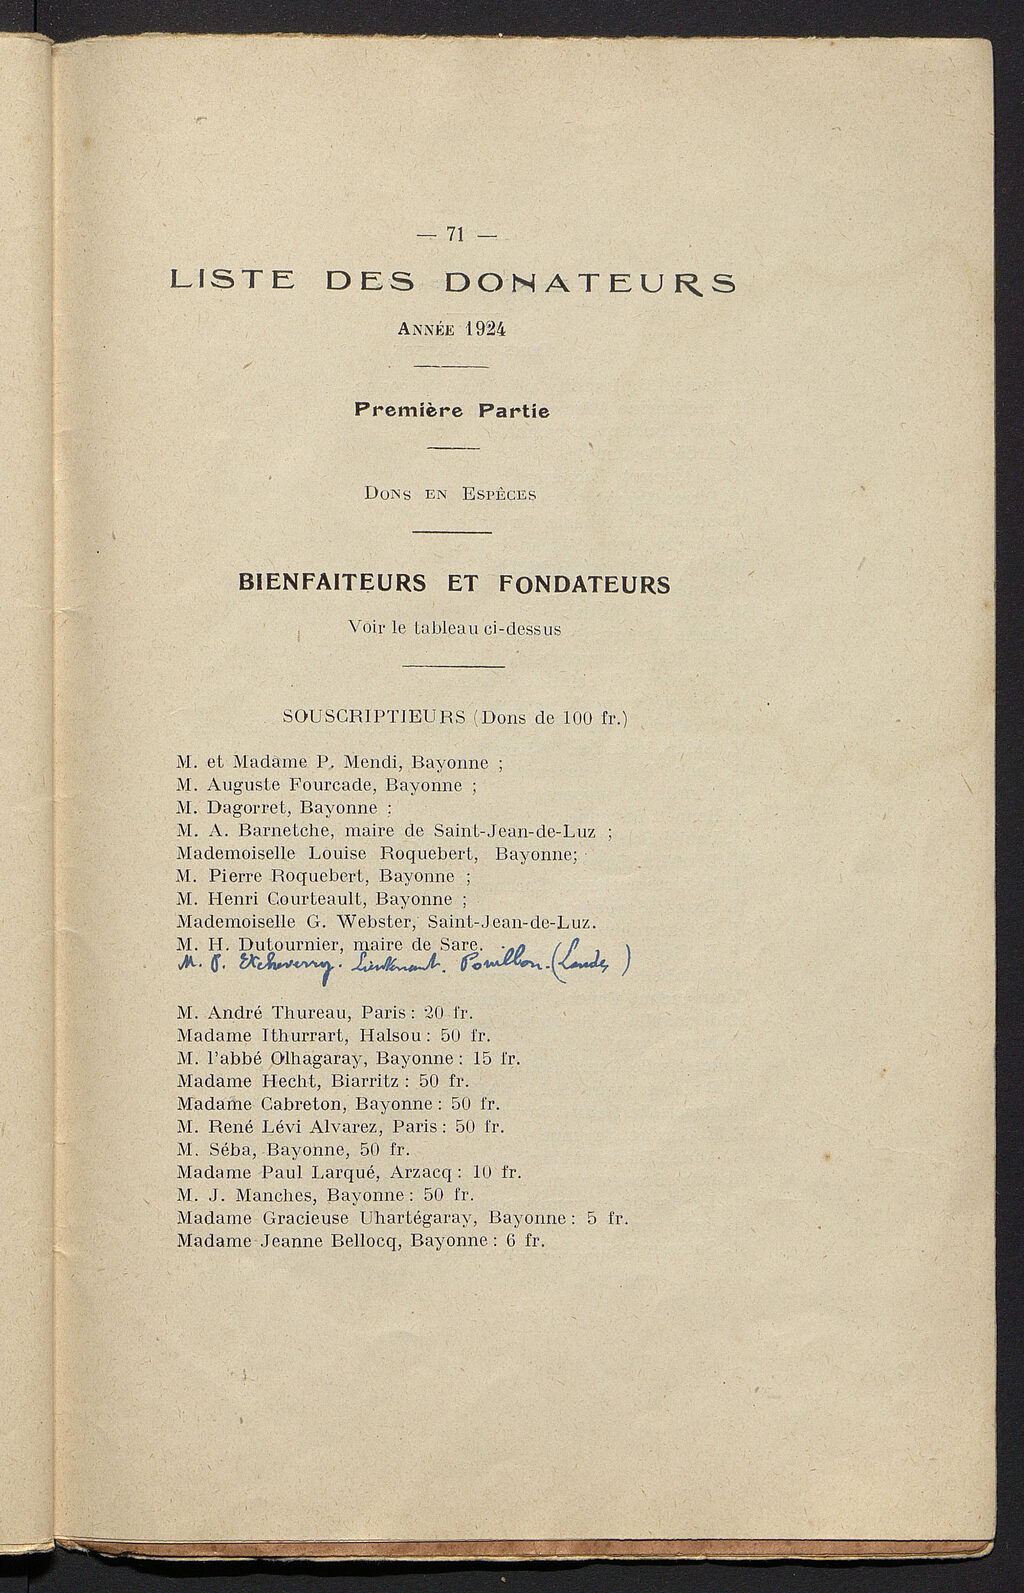 — 71 —
LISTE DES DONATEURS
ANNÉE 1924
Première Partie
DONS EN ESPÈCES
BIENFAITEURS ET FONDATEURS
Voir le tableau ci-dessus
SOUSCRIPTIEURS (Dons de 100 fr.)
M. et Madame P. Mendi, Bayonne ;
M. Auguste Fourcade, Bayonne ;
M. Dagorret, Bayonne ;
M. A. Barnetche, maire de Saint-Jean-de-Luz ;
Mademoiselle Louise Roquebert, Bayonne;
M. Pierre Roquebert, Bayonne ;
M. Henri Courteault, Bayonne ;
Mademoiselle G. Webster, Saint-Jean-de-Luz.
M. H. Dutournier, maire de Sare.
M. P. Etcheverry. Lieutenant. Pouillon. (Landes)
M. André Thureau, Paris : 20 fr.
Madame Ithurrart, Halsou : 50 fr.
M. l'abbé Olhagaray, Bayonne : 15 fr.
Madame Hecht, Biarritz : 50 fr.
Madame Cabreton, Bayonne : 50 fr.
M. René Lévi Alvarez, Paris : 50 fr.
M. Séba, Bayonne, 50 fr.
Madame Paul Larqué, Arzacq : 10 fr.
M. J. Manches, Bayonne : 50 fr.
Madame Gracieuse Uhartégaray, Bayonne : 5 fr.
Madame Jeanne Bellocq, Bayonne : 6 fr.